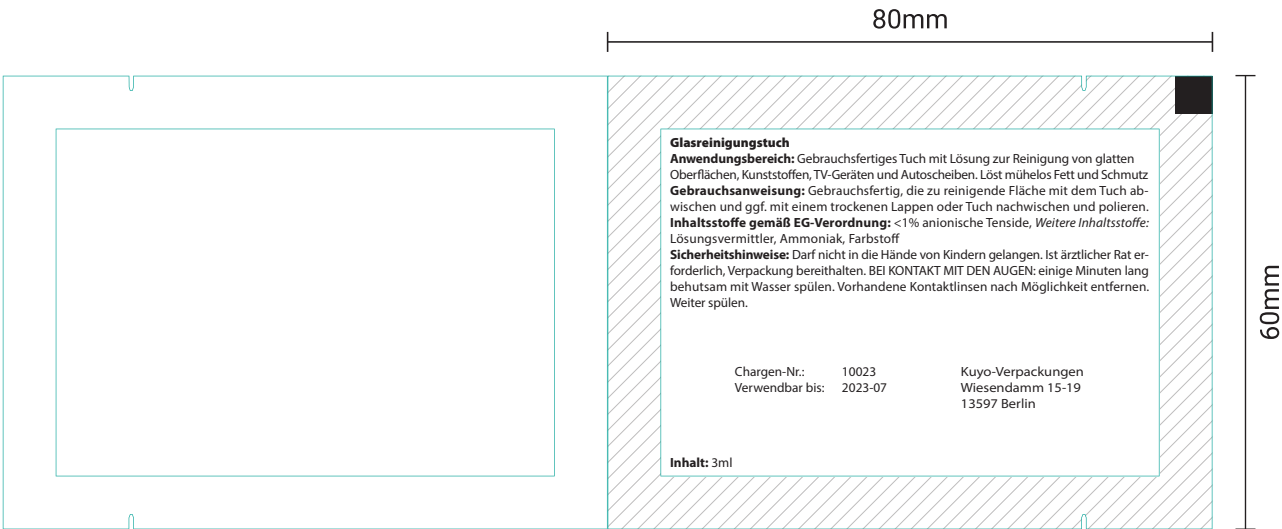 80mm
Glasreinigungstuch
Anwendungsbereich: Gebrauchsfertiges Tuch mit Lösung zur Reinigung von glatten
Oberflächen, Kunststoffen, TV-Geräten und Autoscheiben. Löst mühelos Fett und Schmutz
Gebrauchsanweisung: Gebrauchsfertig, die zu reinigende Fläche mit dem Tuch ab-
wischen und ggf. mit einem trockenen Lappen oder Tuch nachwischen und polieren.
Inhaltsstoffe gemäß EG-Verordnung: <1% anionische Tenside, Weitere Inhaltsstoffe:
Lösungsvermittler, Ammoniak, Farbstoff
Sicherheitshinweise: Darf nicht in die Hände von Kindern gelangen. Ist ärztlicher Rat er-
forderlich, Verpackung bereithalten. BEI KONTAKT MIT DEN AUGEN: einige Minuten lang
behutsam mit Wasser spülen. Vorhandene Kontaktlinsen nach Möglichkeit entfernen.
Weiter spülen.
Chargen-Nr.: 10023
Verwendbar bis: 2023-07
Kuyo-Verpackungen
Wiesendamm 15-19
13597 Berlin
Inhalt: 3ml
60mm